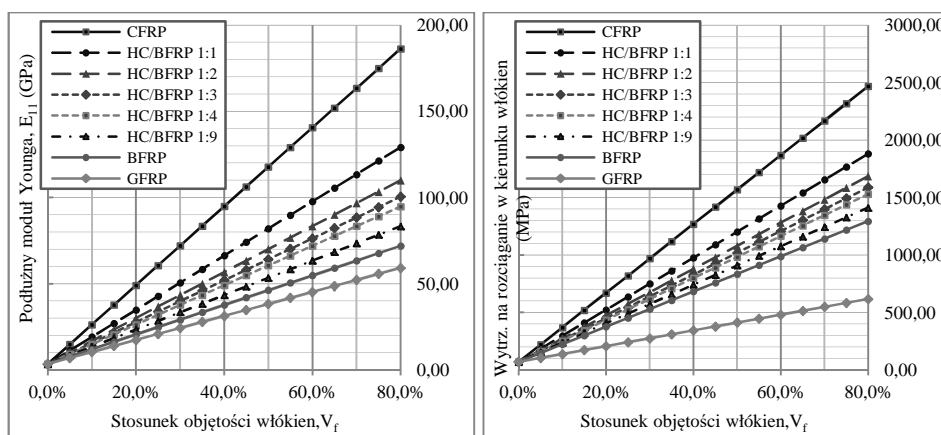 CFRP
HC/BFRP 1:1
HC/BFRP 1:2
HC/BFRP 1:3
HC/BFRP 1:4
HC/BFRP 1:9
BFRP
GFRP
Podłużny moduł Younga, E₁₁ (GPa)
200,00
150,00
100,00
50,00
0,00
0,0% 20,0% 40,0% 60,0% 80,0%
Stosunek objętości włókien,V_f
CFRP
HC/BFRP 1:1
HC/BFRP 1:2
HC/BFRP 1:3
HC/BFRP 1:4
HC/BFRP 1:9
BFRP
GFRP
Wytrz. na rozciąganie w kierunku włókien
(MPa)
3000,00
2500,00
2000,00
1500,00
1000,00
500,00
0,00
0,0% 20,0% 40,0% 60,0% 80,0%
Stosunek objętości włókien,V_f